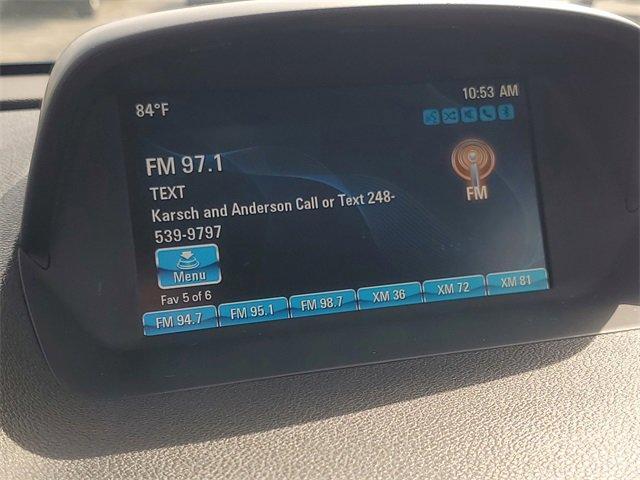 84°F
10:53 AM
FM 97.1
FM
TEXT
Karsch and Anderson Call or Text 248-
539-9797
Menu
Fav 5 of 6
FM 94.7 FM 95.1 FM 98.7 XM 36 XM 72 XM 81